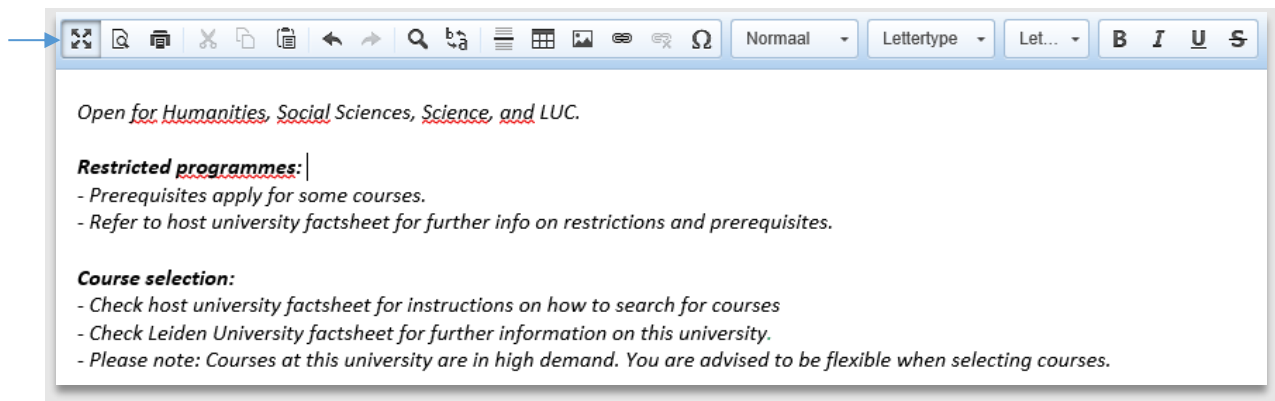 Normaal Lettertype Let... B I U S
Open for Humanities, Social Sciences, Science, and LUC.
Restricted programmes:
- Prerequisites apply for some courses.
- Refer to host university factsheet for further info on restrictions and prerequisites.
Course selection:
- Check host university factsheet for instructions on how to search for courses
- Check Leiden University factsheet for further information on this university.
- Please note: Courses at this university are in high demand. You are advised to be flexible when selecting courses.